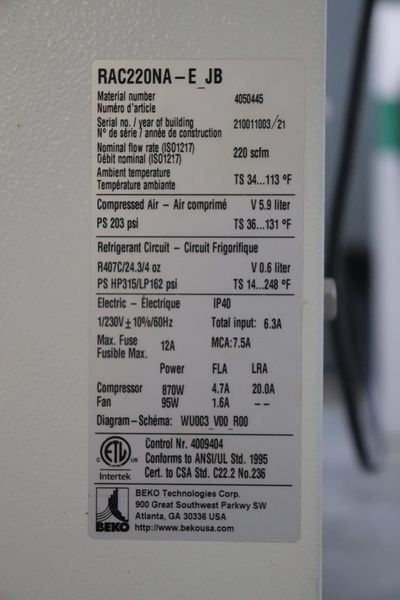 RAC220NA-E_JB
Material number 4050445
Numéro d'article
Serial no. / year of building 210011003/21
N° de série / année de construction
Nominal flow rate (ISO1217) 220 scfm
Débit nominal (ISO1217)
Ambient temperature TS 34...113 °F
Température ambiante
Compressed Air - Air comprimé V 5.9 liter
PS 203 psi TS 36...131 °F
Refrigerant Circuit - Circuit Frigorifique
R407C/24.3/4 oz V 0.6 liter
PS HP315/LP162 psi TS 14...248 °F
Electric - Électrique IP40
1/230V±10%/60Hz Total input: 6.3A
Max. Fuse 12A MCA:7.5A
Fusible Max.
Power FLA LRA
Compressor 870W 4.7A 20.0A
Fan 95W 1.6A --
Diagram-Schéma: WU0C3_V00_R00
Control Nr. 4009404
C ETL US Conforms to ANSI/UL Std. 1995
Intertek Cert. to CSA Std. C22.2 No.236
BEKO Technologies Corp.
900 Great Southwest Parkway SW
Atlanta, GA 30336 USA
BEKO http://www.bekousa.com